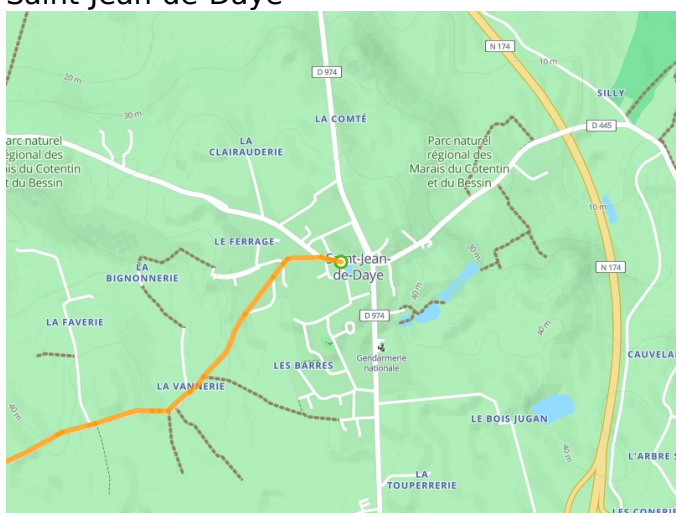 Saint-Jean-de-Daye
N 174
10 m
20 m
D 974
SILLY
30 m
LA COMTÉ
D 445
LA
CLAIRAUDERIE
Parc naturel
régional des
Marais du Cotentin
et du Bessin
arc naturel
égional des
is du Cotentin
t du Bessin
10 m
LE FERRAGE
30 m
Saint-Jean-
de-Daye
LA
BIGNONNERIE
N 174
40 m
LA FAVERIE
D 974
Gendarmerie
nationale
CAUVELA
LES BARRES
LA VANNERIE
40 m
LE BOIS JUGAN
40 m
L'ARBRE S
LA
TOUPERRERIE
LES CONERIE